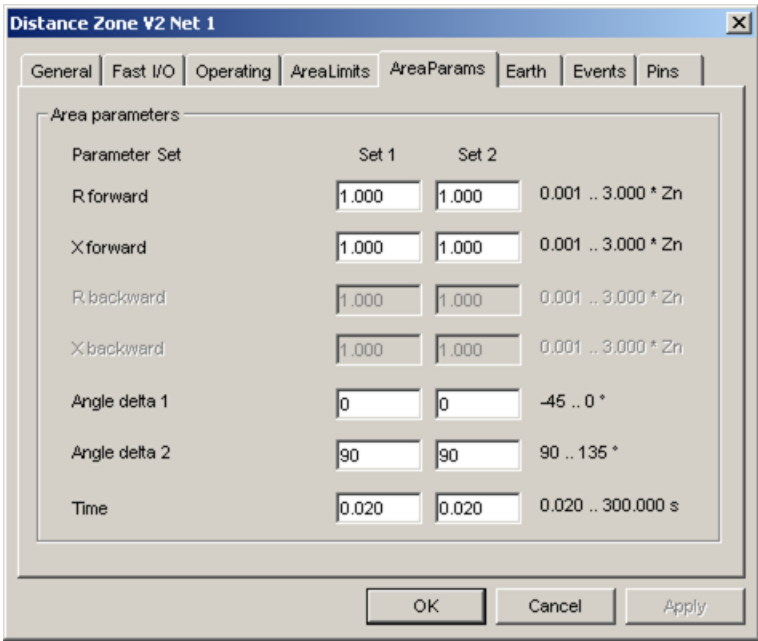 Distance Zone V2 Net 1
General Fast I/O Operating AreaLimits AreaParams Earth Events Pins
Area parameters
Parameter Set Set 1 Set 2
R forward 1.000 1.000 0.001 .. 3.000 * Zn
X forward 1.000 1.000 0.001 .. 3.000 * Zn
R backward 1.000 1.000 0.001 .. 3.000 * Zn
X backward 1.000 1.000 0.001 .. 3.000 * Zn
Angle delta 1 0 0 -45 .. 0 °
Angle delta 2 90 90 90 .. 135 °
Time 0.020 0.020 0.020 .. 300.000 s
OK Cancel Apply